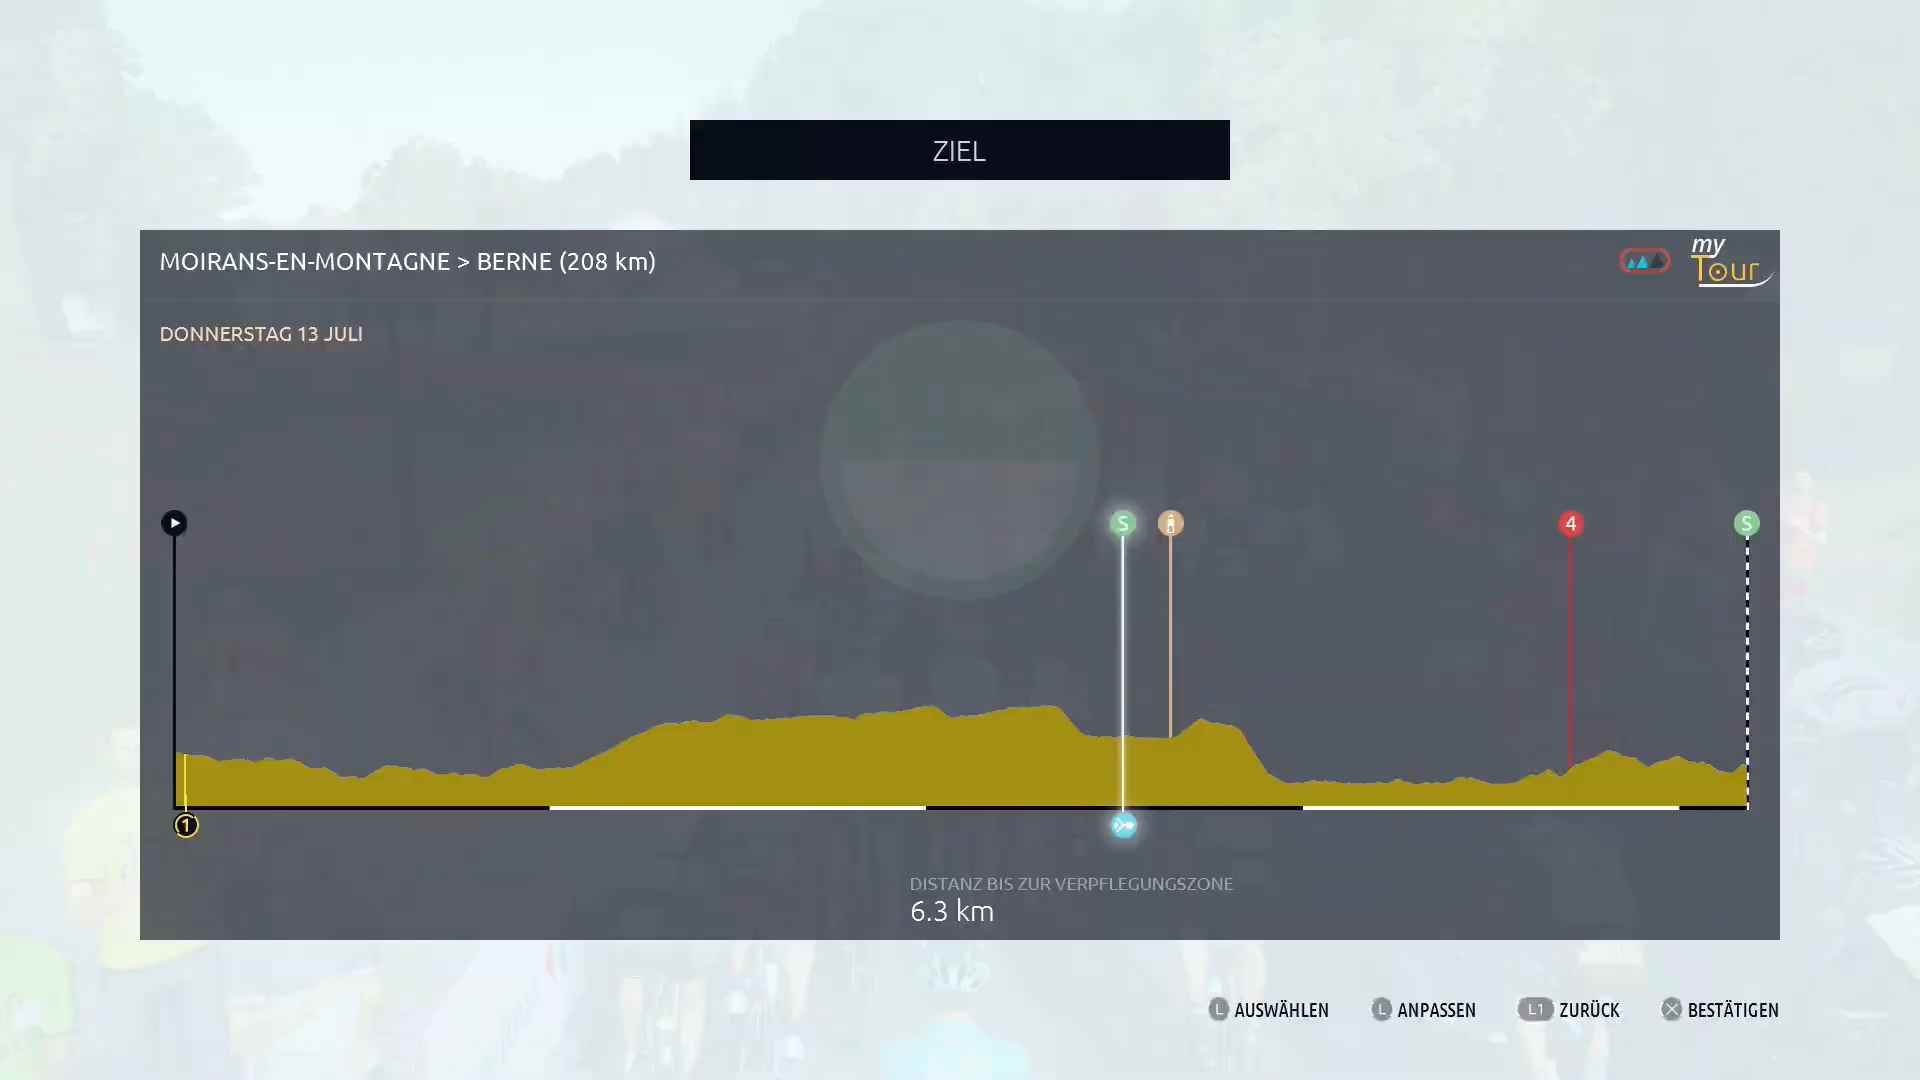 ZIEL
MOIRANS-EN-MONTAGNE > BERNE (208 km)
my
Tour
DONNERSTAG 13 JULI
S
4
S
1
DISTANZ BIS ZUR VERPFLEGUNGSZONE
6.3 km
L AUSWÄHLEN L ANPASSEN L1 ZURÜCK BESTÄTIGEN